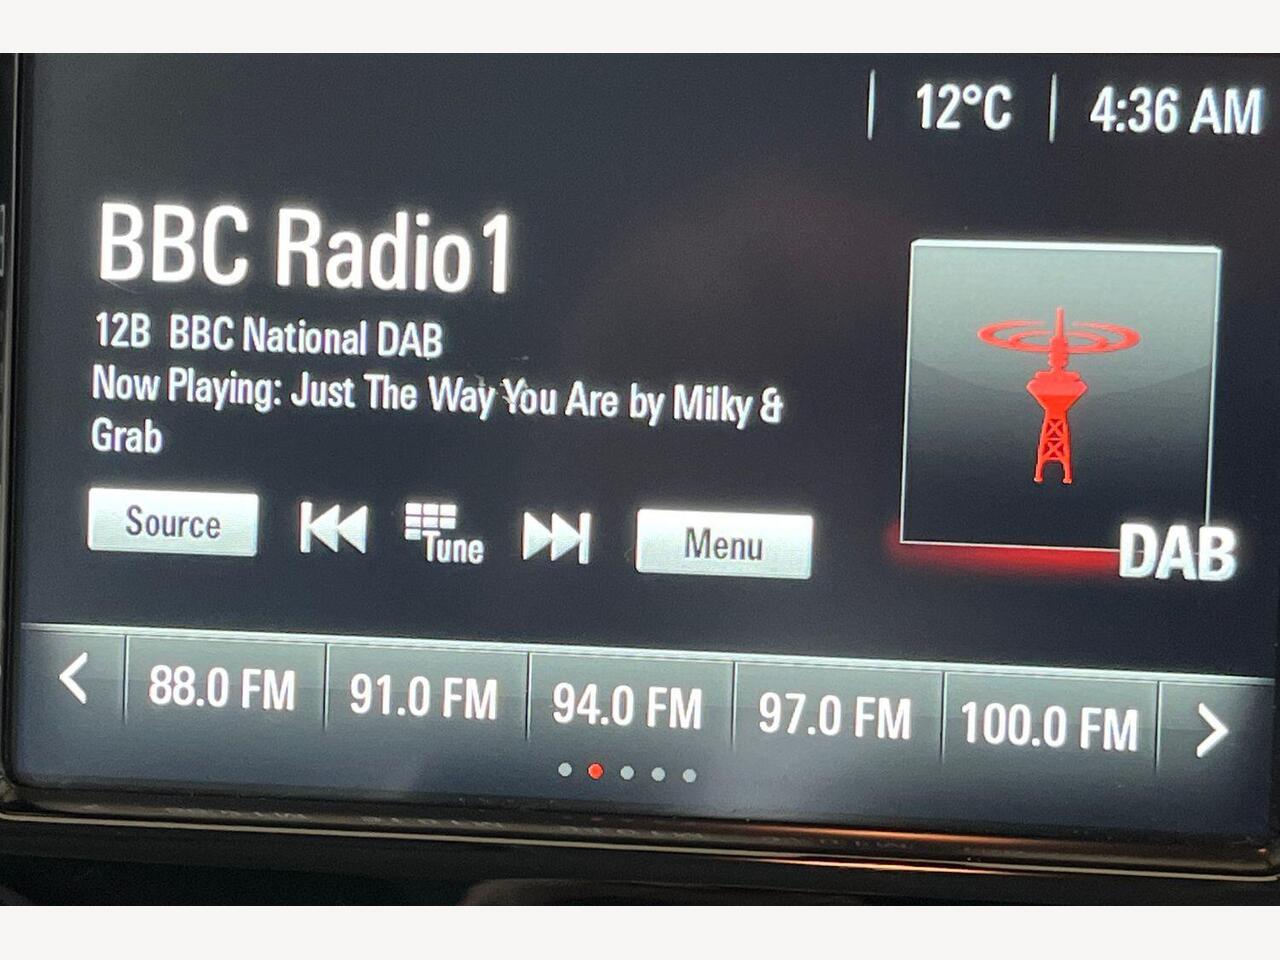 12°C 4:36 AM
BBC Radio1
12B BBC National DAB
Now Playing: Just The Way You Are by Milky &
Grab
Source Tune Menu
DAB
88.0 FM 91.0 FM 94.0 FM 97.0 FM 100.0 FM